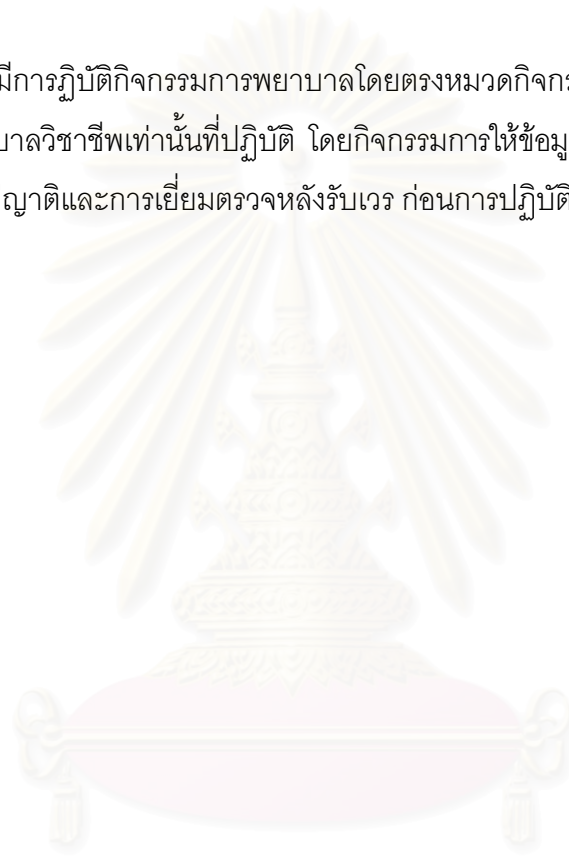 มีการฏิบัติกิจกรรมการพยาบาลโดยตรงหมวดกิจกร
บาลวิชาชีพเท่านั้นที่ปฏิบัติ โดยกิจกรรมการให้ข้อมู
ญาติและการเยี่ยมตรวจหลังรับเวร ก่อนการปฏิบัติ